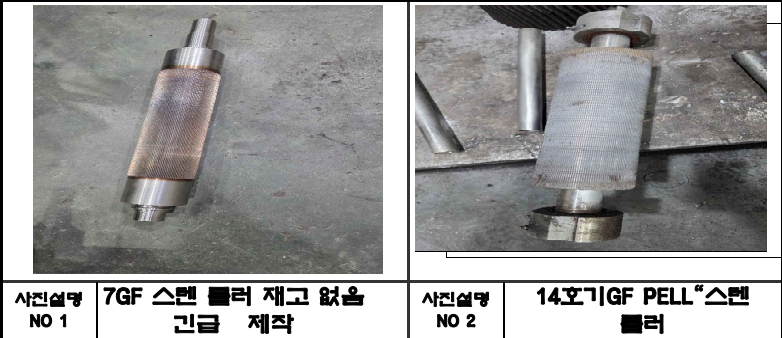 사진설명
NO 1
7GF 스텐 롤러 재고 없음
긴급 제작
사진설명
NO 2
14호기GF PELL“스텐
롤러